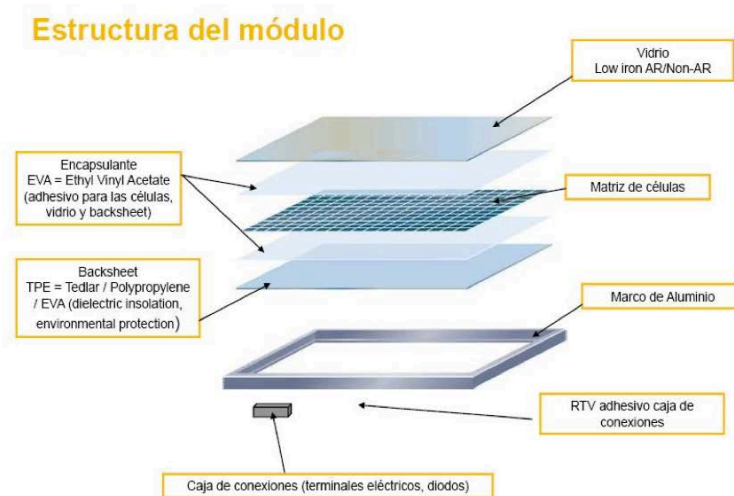 Estructura del módulo
Vidrio
Low iron AR/Non-AR
Encapsulante
EVA = Ethyl Vinyl Acetate
(adhesivo para las células,
vidrio y backsheet)
Matriz de células
Backsheet
TPE = Tedlar / Polypropylene
/ EVA (dielectric insolation,
environmental protection)
Marco de Aluminio
RTV adhesivo caja de
conexiones
Caja de conexiones (terminales eléctricos, diodos)